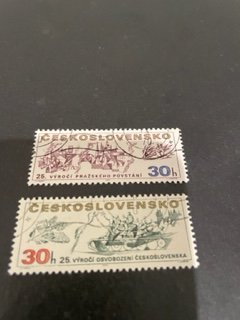 ČESKOSLOVENSKO
25. VÝROČÍ PRAŽSKÉHO POVSTÁNÍ 30h
ČESKOSLOVENSKO
30h 25. VÝROČÍ OSVOBOZENÍ ČESKOSLOVENSKA